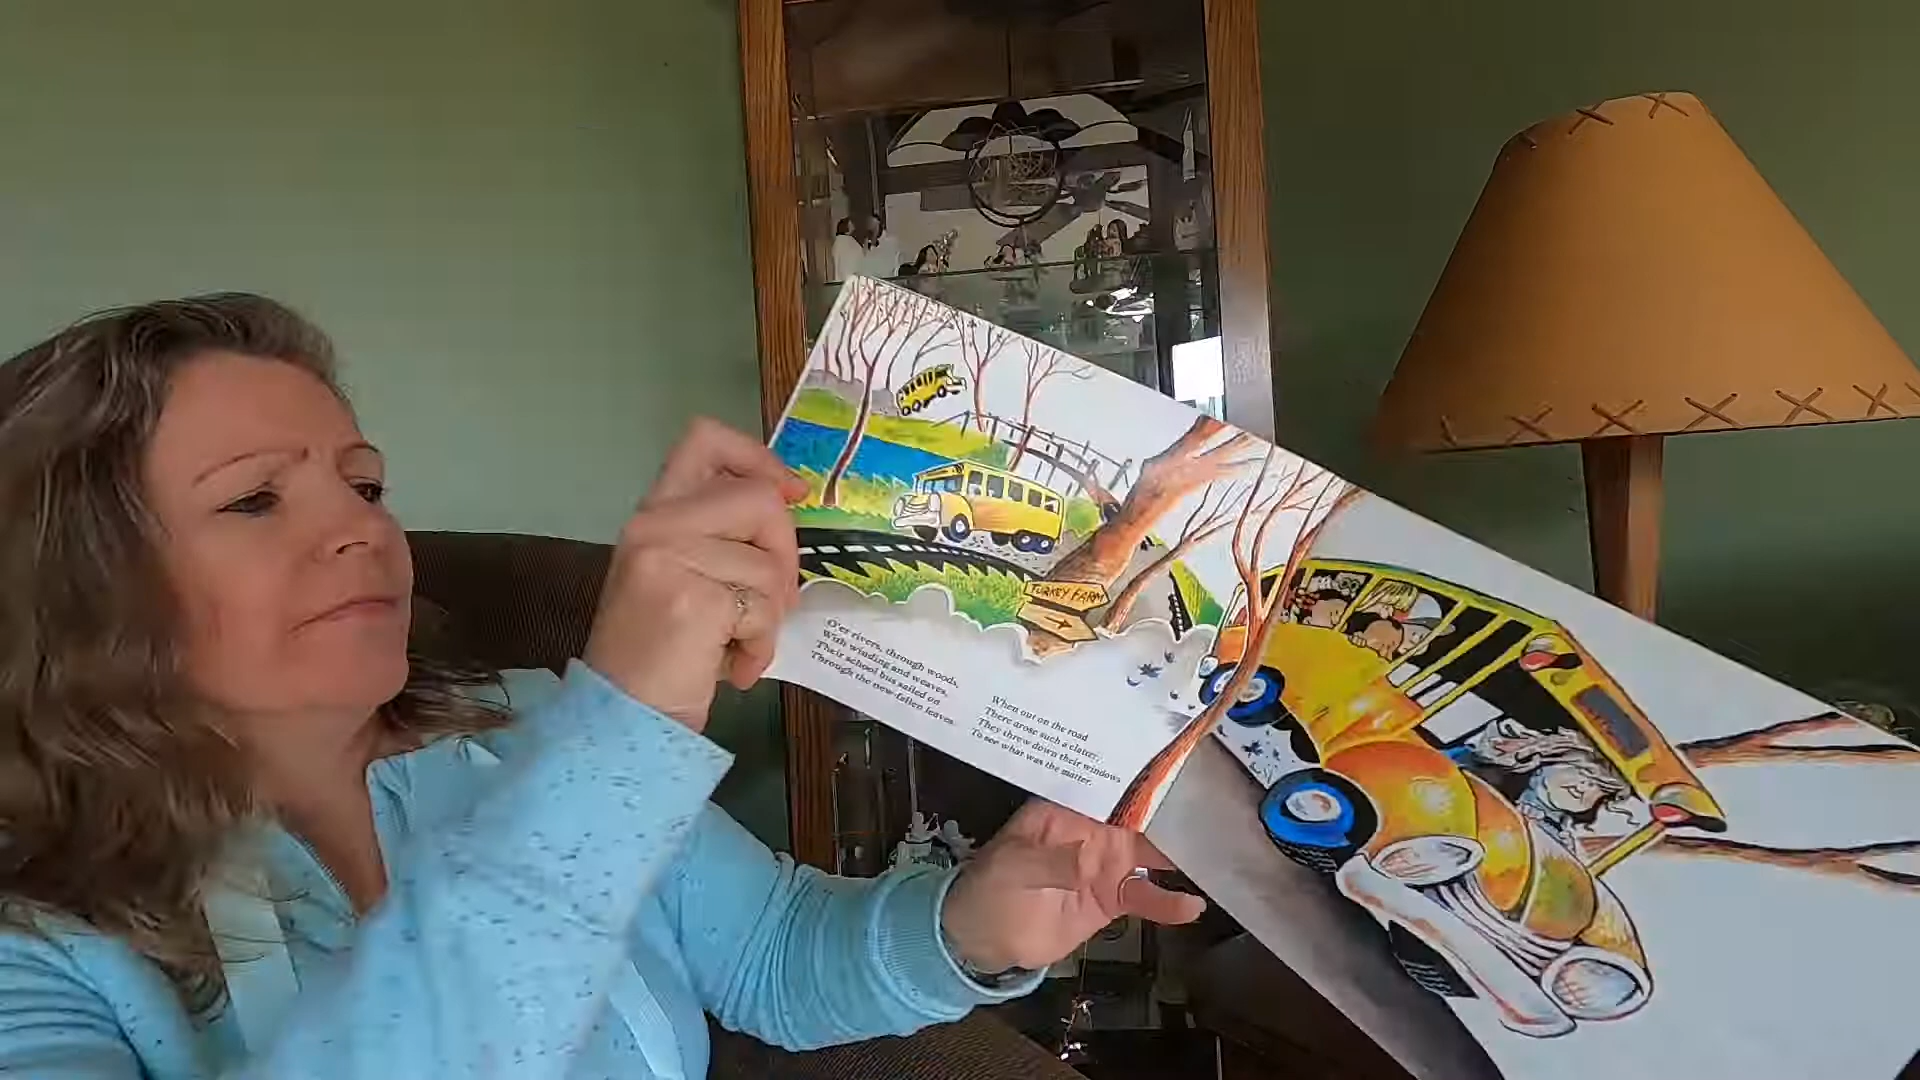 TURKEY FARM
O'er rivers, through woods,
With winding and weaves,
Their school bus sailed on
Through the new-fallen leaves.
When out on the road
There arose such a clatter,
They threw down their windows
To see what was the matter.